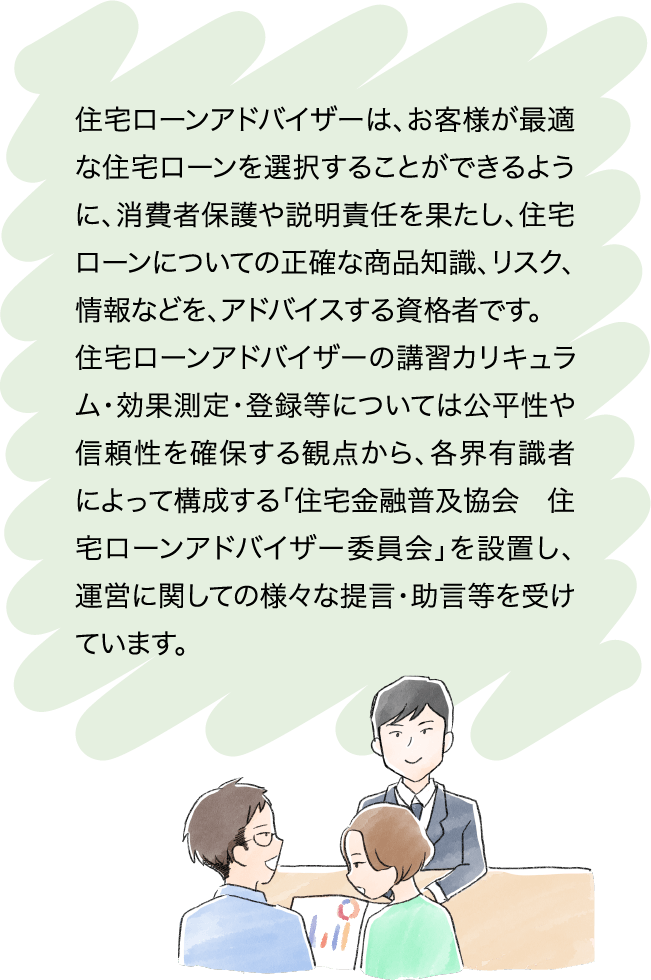 住宅ローンアドバイザーは、お客様が最適
な住宅ローンを選択することができるよう
に、消費者保護や説明責任を果たし、住宅
ローンについての正確な商品知識、リスク、
情報などを、アドバイスする資格者です。
住宅ローンアドバイザーの講習カリキュラ
ム・効果測定・登録等については公平性や
信頼性を確保する観点から、各界有識者
によって構成する「住宅金融普及協会　住
宅ローンアドバイザー委員会」を設置し、
運営に関しての様々な提言・助言等を受け
ています。